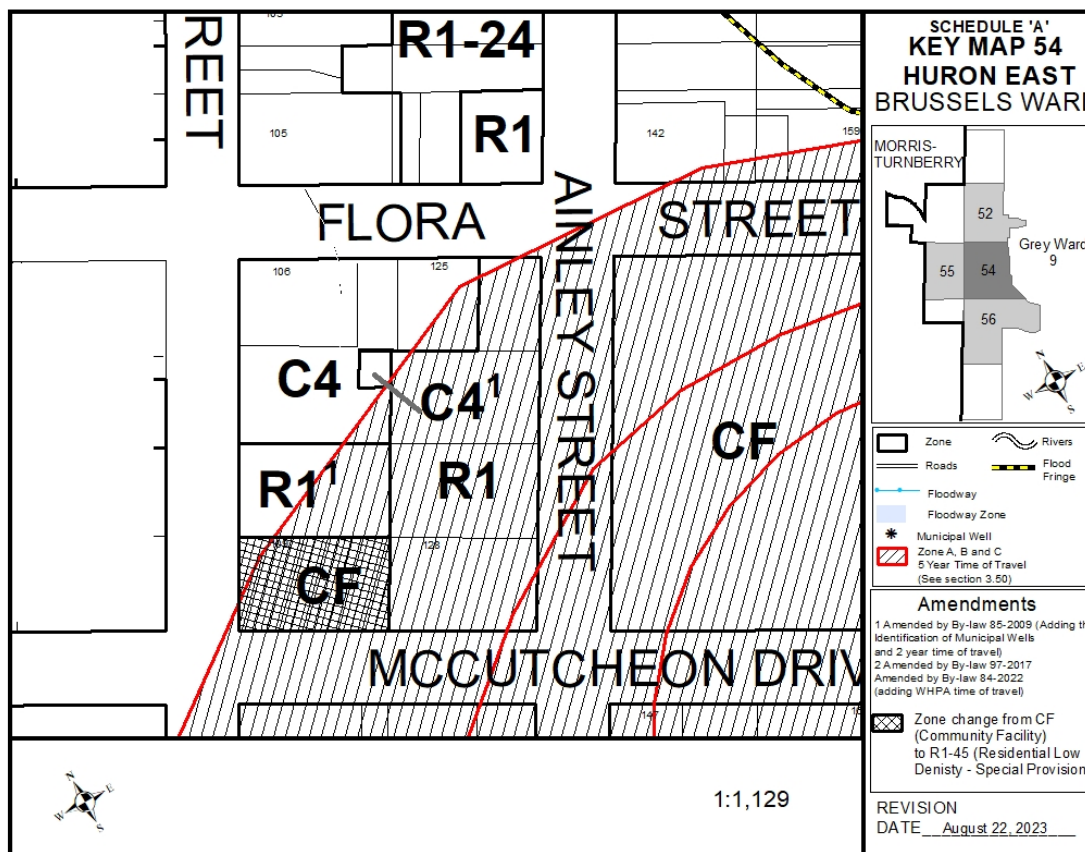 REET
105
R1-24
R1
105
142
159
FLORA
STREET
AINLEY STREET
106
125
C4
C4¹
R1¹
R1
CF
128
CF
MCCUTCHEON DRIV
147
N
E
W
S
1:1,129
SCHEDULE 'A'
KEY MAP 54
HURON EAST
BRUSSELS WARD
MORRIS-
TURNBERRY
52
Grey Ward
9
55
54
56
N
E
W
S
Zone
Rivers
Roads
Flood
Fringe
Floodway
Floodway Zone
Municipal Well
Zone A, B and C
5 Year Time of Travel
(See section 3.50)
Amendments
1 Amended by By-law 85-2009 (Adding th
Identification of Municipal Wells
and 2 year time of travel)
2 Amended by By-law 97-2017
Amended by By-law 84-2022
(adding WHPA time of travel)
Zone change from CF
(Community Facility)
to R1-45 (Residential Low
Denisty - Special Provision
REVISION
DATE August 22, 2023